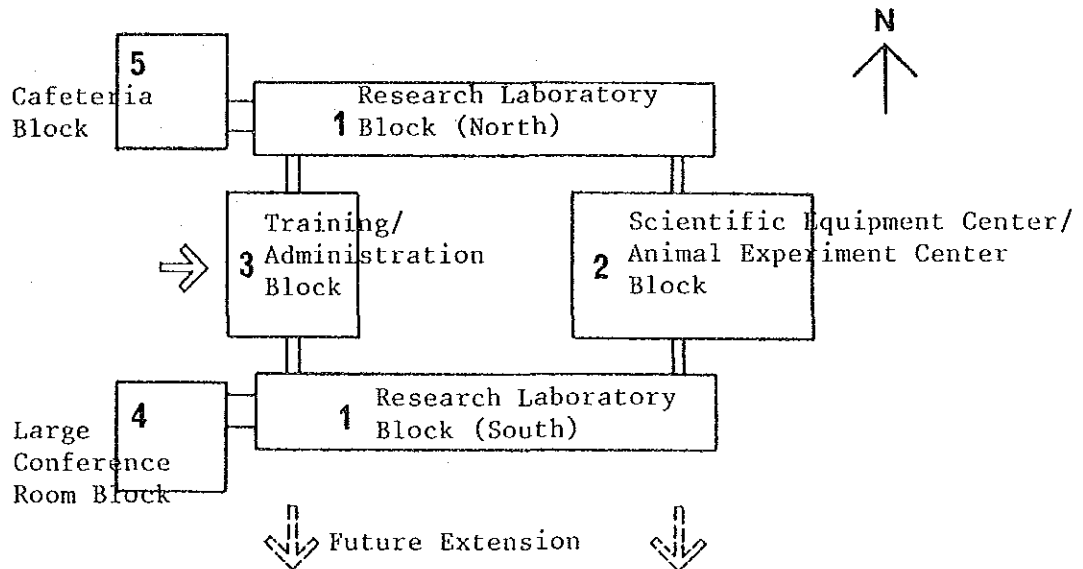 N
5
Cafeteria
Block
1 Research Laboratory
Block (North)
3 Training/
Administration
Block
2 Scientific Equipment Center/
Animal Experiment Center
Block
4
Large
Conference
Room Block
1 Research Laboratory
Block (South)
Future Extension